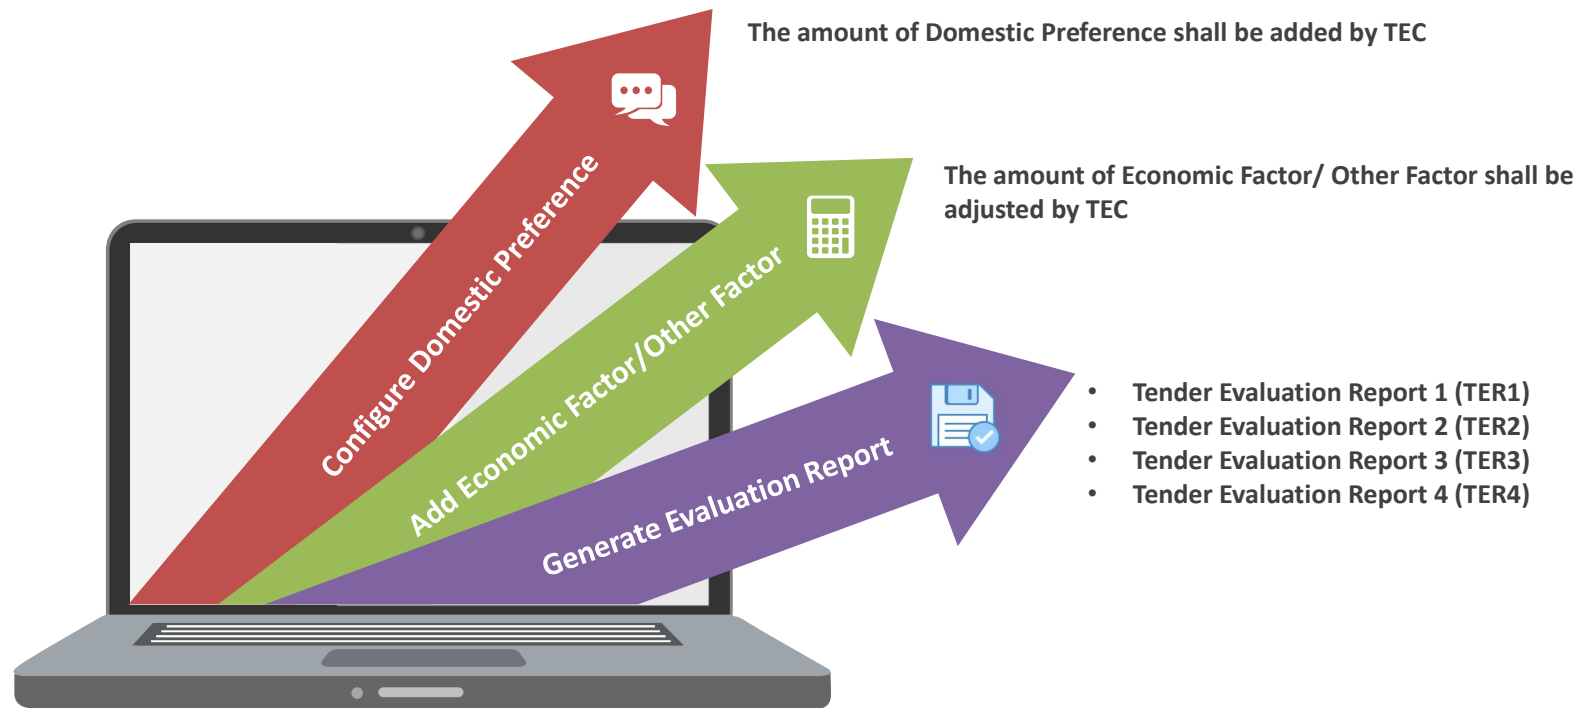 The amount of Domestic Preference shall be added by TEC
Configure Domestic Preference
The amount of Economic Factor/ Other Factor shall be
adjusted by TEC
Add Economic Factor/Other Factor
Generate Evaluation Report
• Tender Evaluation Report 1 (TER1)
• Tender Evaluation Report 2 (TER2)
• Tender Evaluation Report 3 (TER3)
• Tender Evaluation Report 4 (TER4)